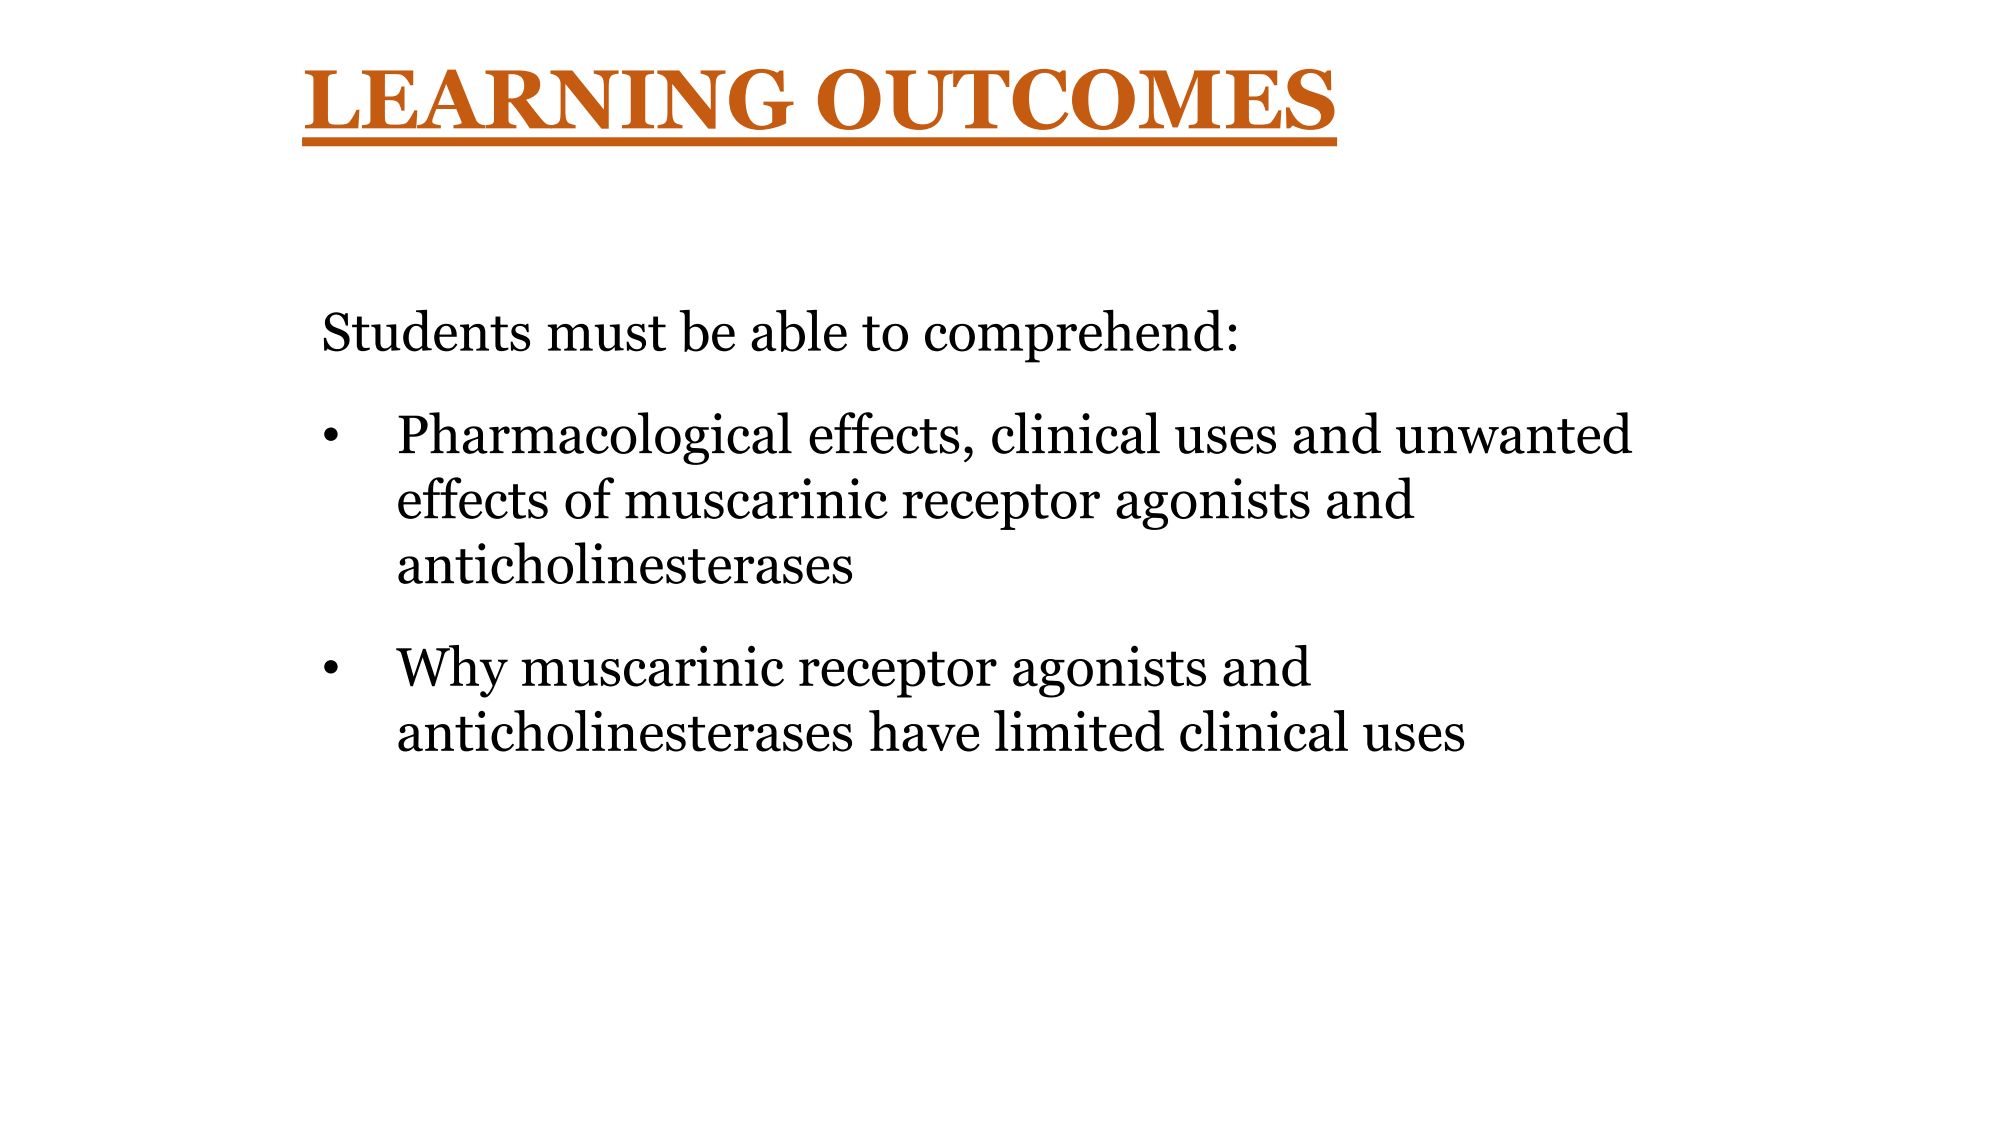 LEARNING OUTCOMES
Students must be able to comprehend:
• Pharmacological effects, clinical uses and unwanted
effects of muscarinic receptor agonists and
anticholinesterases
• Why muscarinic receptor agonists and
anticholinesterases have limited clinical uses